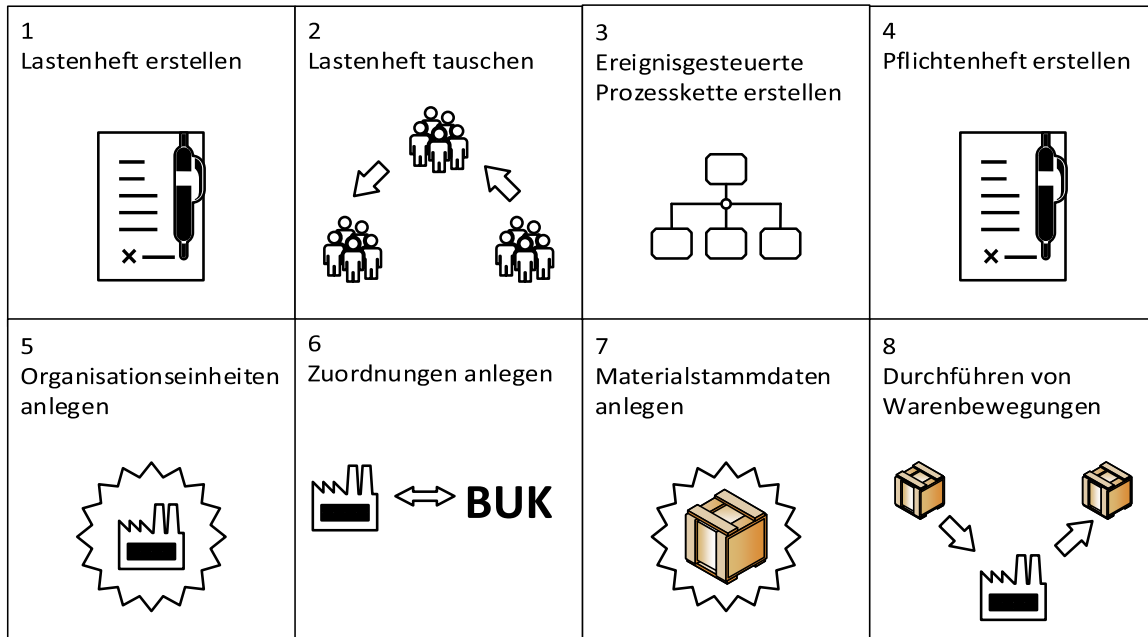 1
Lastenheft erstellen
2
Lastenheft tauschen
3
Ereignisgesteuerte
Prozesskette erstellen
4
Pflichtenheft erstellen
5
Organisationseinheiten
anlegen
6
Zuordnungen anlegen
BUK
7
Materialstammdaten
anlegen
8
Durchführen von
Warenbewegungen